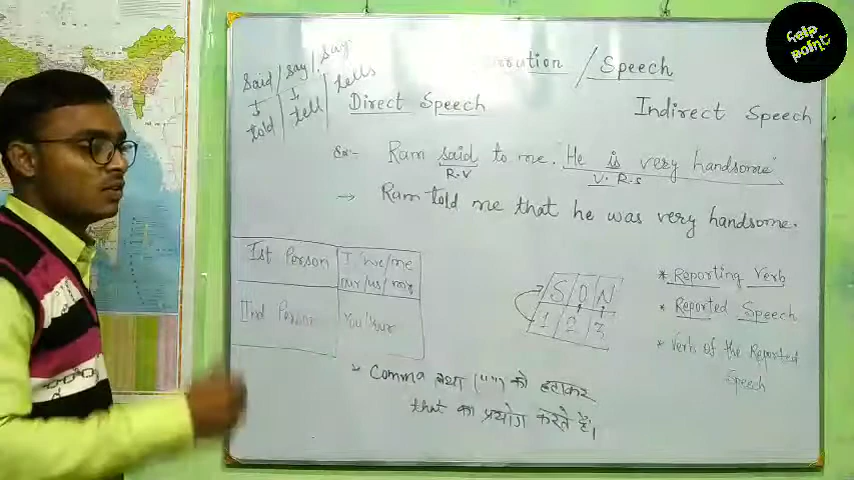 help point
said / say / say
↓ ↓
told / tell / tells
/ Speech
Direct Speech
Indirect Speech
Ex:- Ram said to me. He is very handsome"
R.V
V. R.S
→ Ram told me that he was very handsome.
Ist Person
I / we / me
our / us / my
IInd Person
You / Your
S O N
1 2 3
* Reporting Verb
* Reported Speech
* Verb of the Reported
Speech
* Comma तथा (" ") को हटाकर
that का प्रयोग करते हैं।